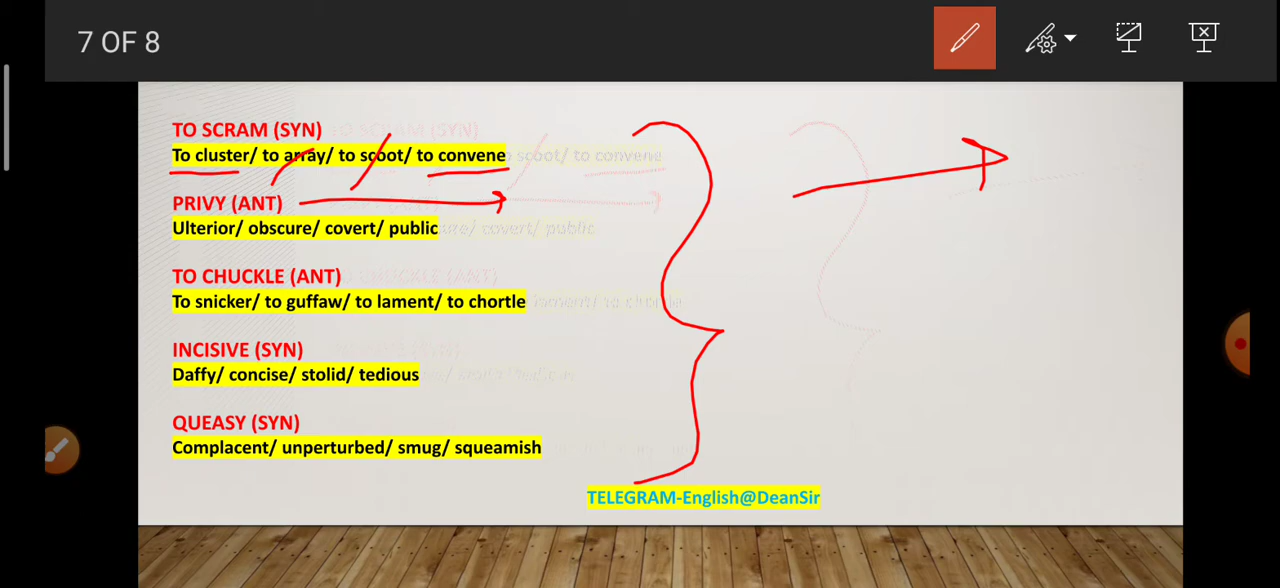 7 OF 8
TO SCRAM (SYN)
To cluster/ to array/ to scoot/ to convene
PRIVY (ANT)
Ulterior/ obscure/ covert/ public
TO CHUCKLE (ANT)
To snicker/ to guffaw/ to lament/ to chortle
INCISIVE (SYN)
Daffy/ concise/ stolid/ tedious
QUEASY (SYN)
Complacent/ unperturbed/ smug/ squeamish
TELEGRAM-English@DeanSir